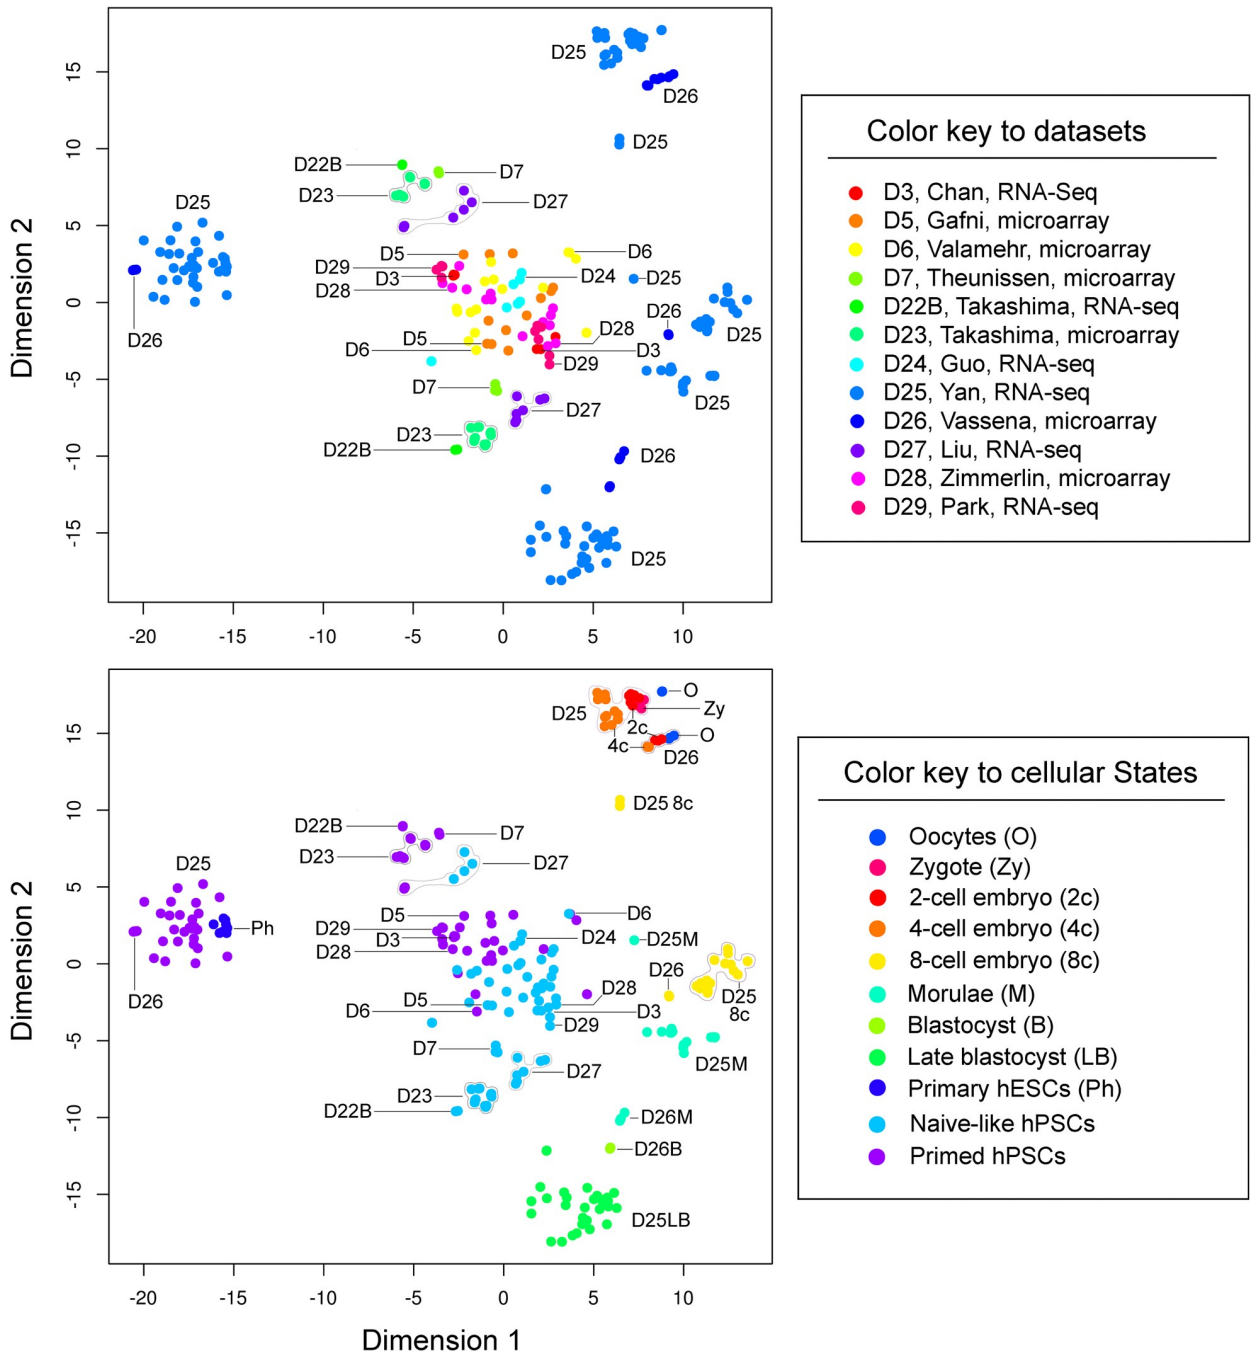 Dimension 2
15
10
5
0
-5
-10
-15
D25
D26
D25
D22B
D7
D23
D27
D25
D5
D6
D29
D3
D24
D25
D28
D26
D26
D25
D5
D28
D6
D3
D29
D7
D25
D27
D23
D22B
D26
D25
-20 -15 -10 -5 0 5 10
Color key to datasets
D3, Chan, RNA-Seq
D5, Gafni, microarray
D6, Valamehr, microarray
D7, Theunissen, microarray
D22B, Takashima, RNA-seq
D23, Takashima, microarray
D24, Guo, RNA-seq
D25, Yan, RNA-seq
D26, Vassena, microarray
D27, Liu, RNA-seq
D28, Zimmerlin, microarray
D29, Park, RNA-seq
Dimension 2
15
10
5
0
-5
-10
-15
O
D25
Zy
2c
O
4c
D26
D25 8c
D22B
D7
D23
D27
D25
D5
D6
D29
Ph
D3
D24
D25M
D28
D26
D26
D28
D25
8c
D5
D6
D3
D29
D7
D25M
D27
D23
D22B
D26M
D26B
D25LB
-20 -15 -10 -5 0 5 10
Dimension 1
Color key to cellular States
Oocytes (O)
Zygote (Zy)
2-cell embryo (2c)
4-cell embryo (4c)
8-cell embryo (8c)
Morulae (M)
Blastocyst (B)
Late blastocyst (LB)
Primary hESCs (Ph)
Naive-like hPSCs
Primed hPSCs